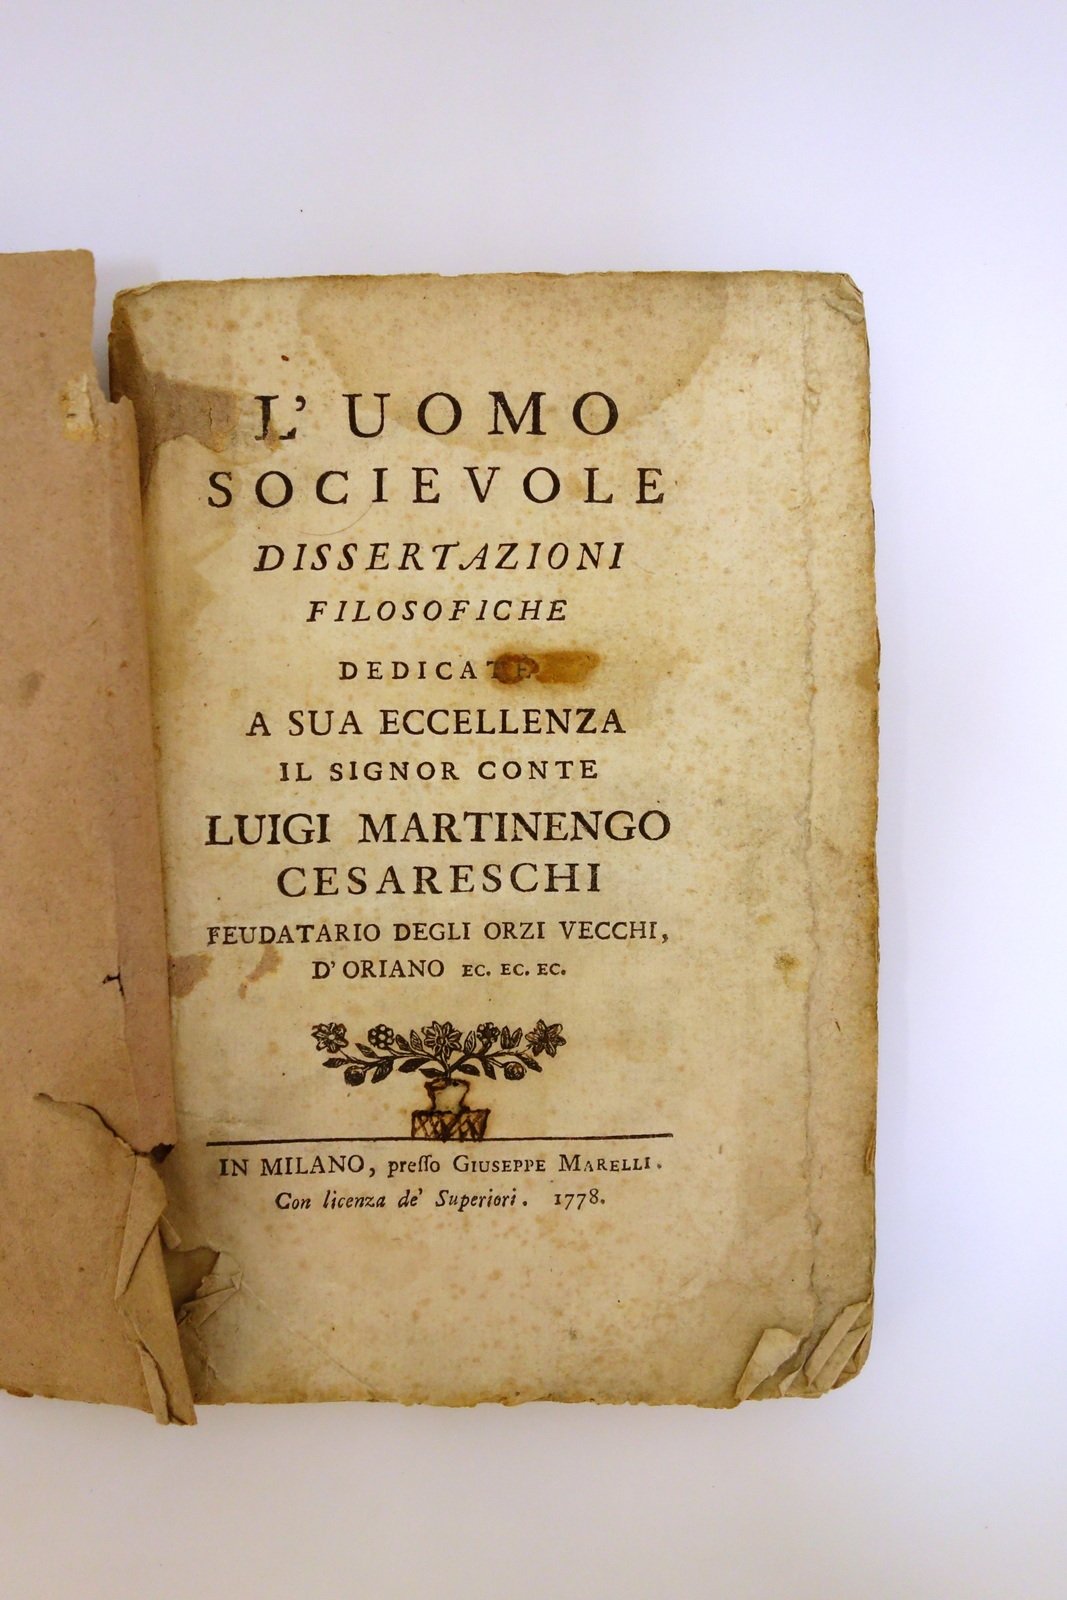 L' UOMO
SOCIEVOLE
DISSERTAZIONI
FILOSOFICHE
DEDICATE
A SUA ECCELLENZA
IL SIGNOR CONTE
LUIGI MARTINENGO
CESARESCHI
FEUDATARIO DEGLI ORZI VECCHI,
D' ORIANO EC. EC. EC.
IN MILANO, preſſo GIUSEPPE MARELLI.
Con licenza de' Superiori. 1778.